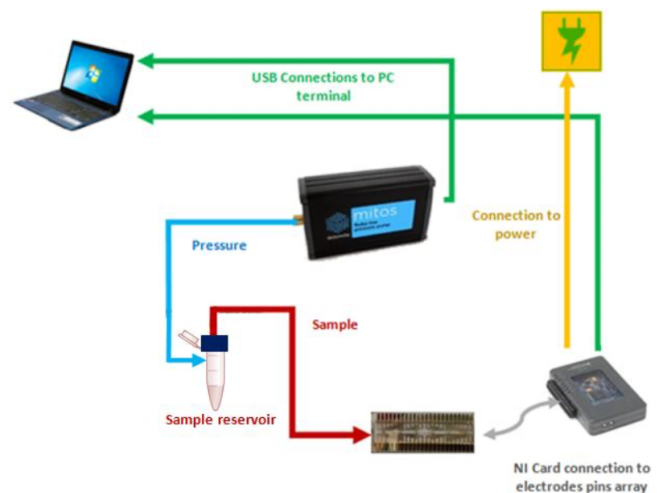 USB Connections to PC
terminal
mitos
Connection to
power
Pressure
Sample
Sample reservoir
NI Card connection to
electrodes pins array